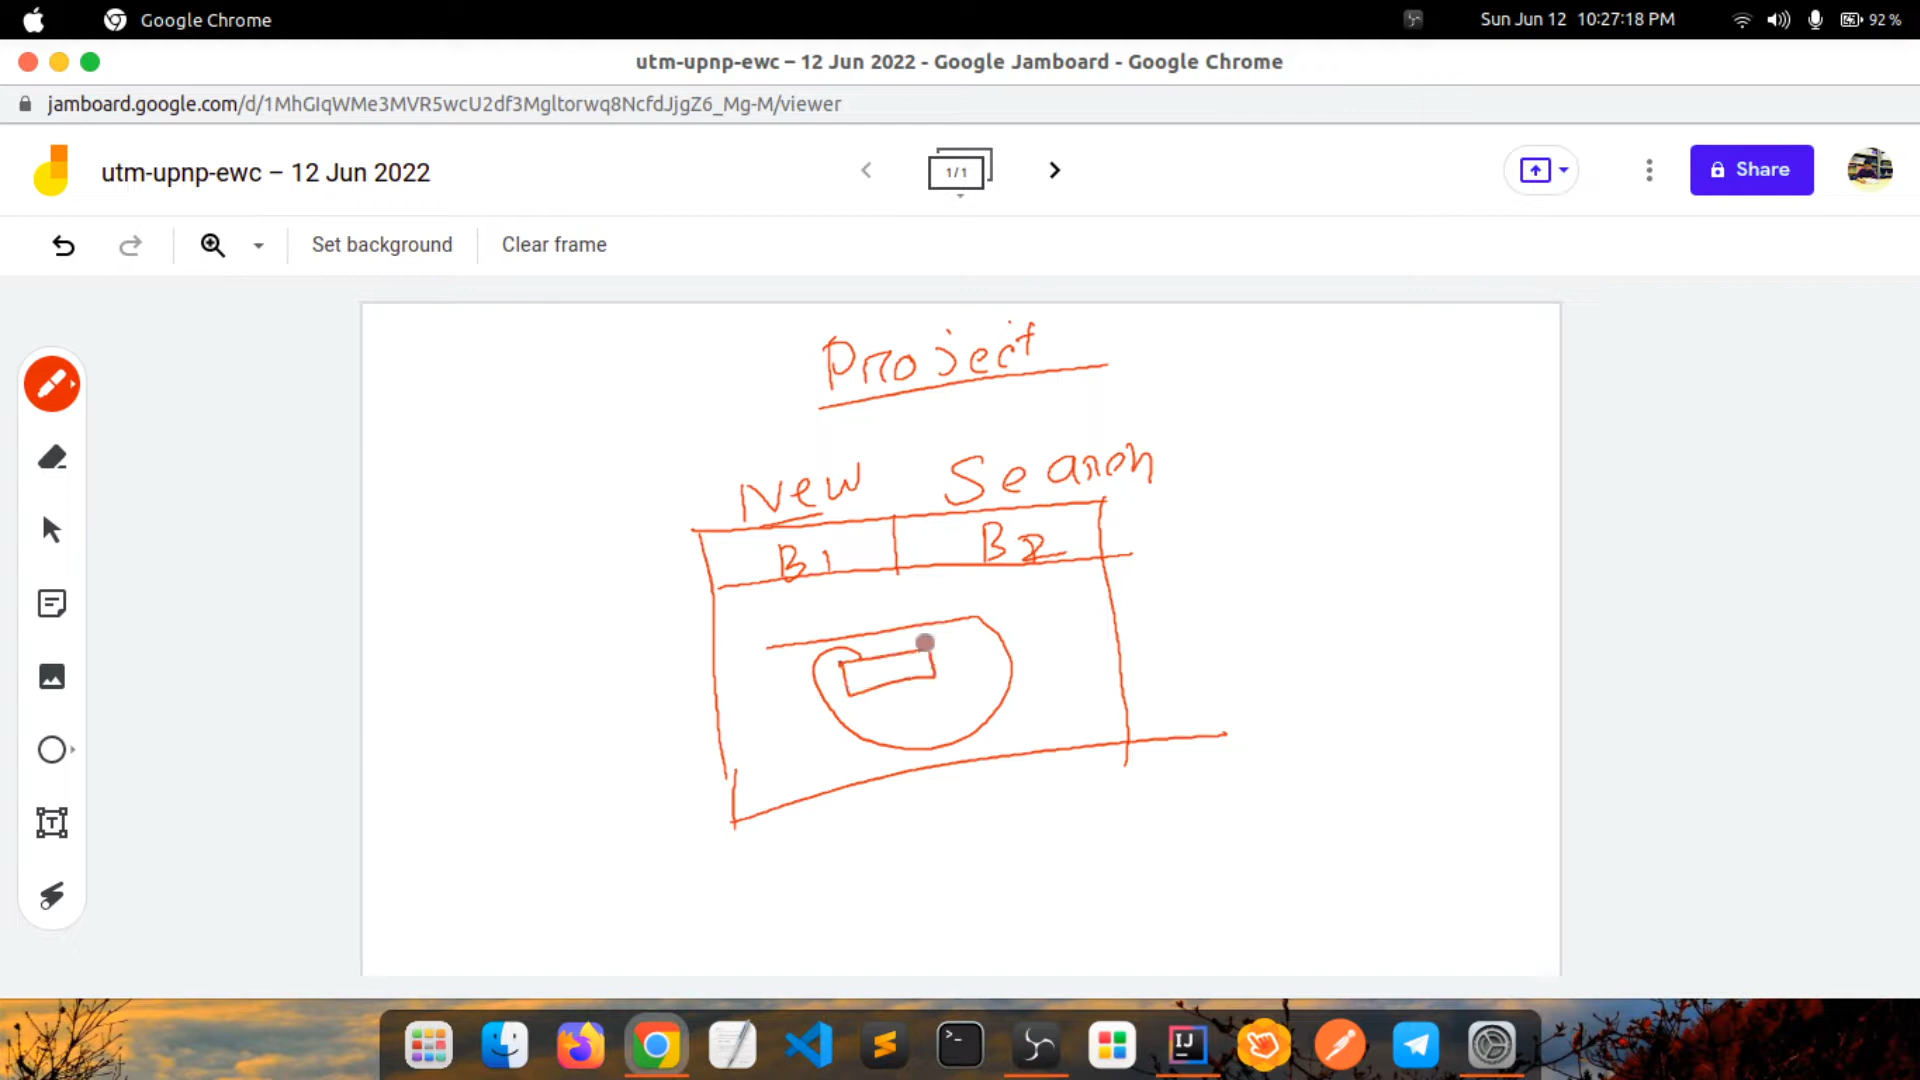 Google Chrome
Sun Jun 12 10:27:18 PM
92 %
utm-upnp-ewc – 12 Jun 2022 - Google Jamboard - Google Chrome
jamboard.google.com/d/1MhGIqWMe3MVR5wcU2df3Mgltorwq8NcfdJjgZ6_Mg-M/viewer
utm-upnp-ewc – 12 Jun 2022
1/1
Share
Set background
Clear frame
Project
New Search
B1 B2
T
>_
IJ